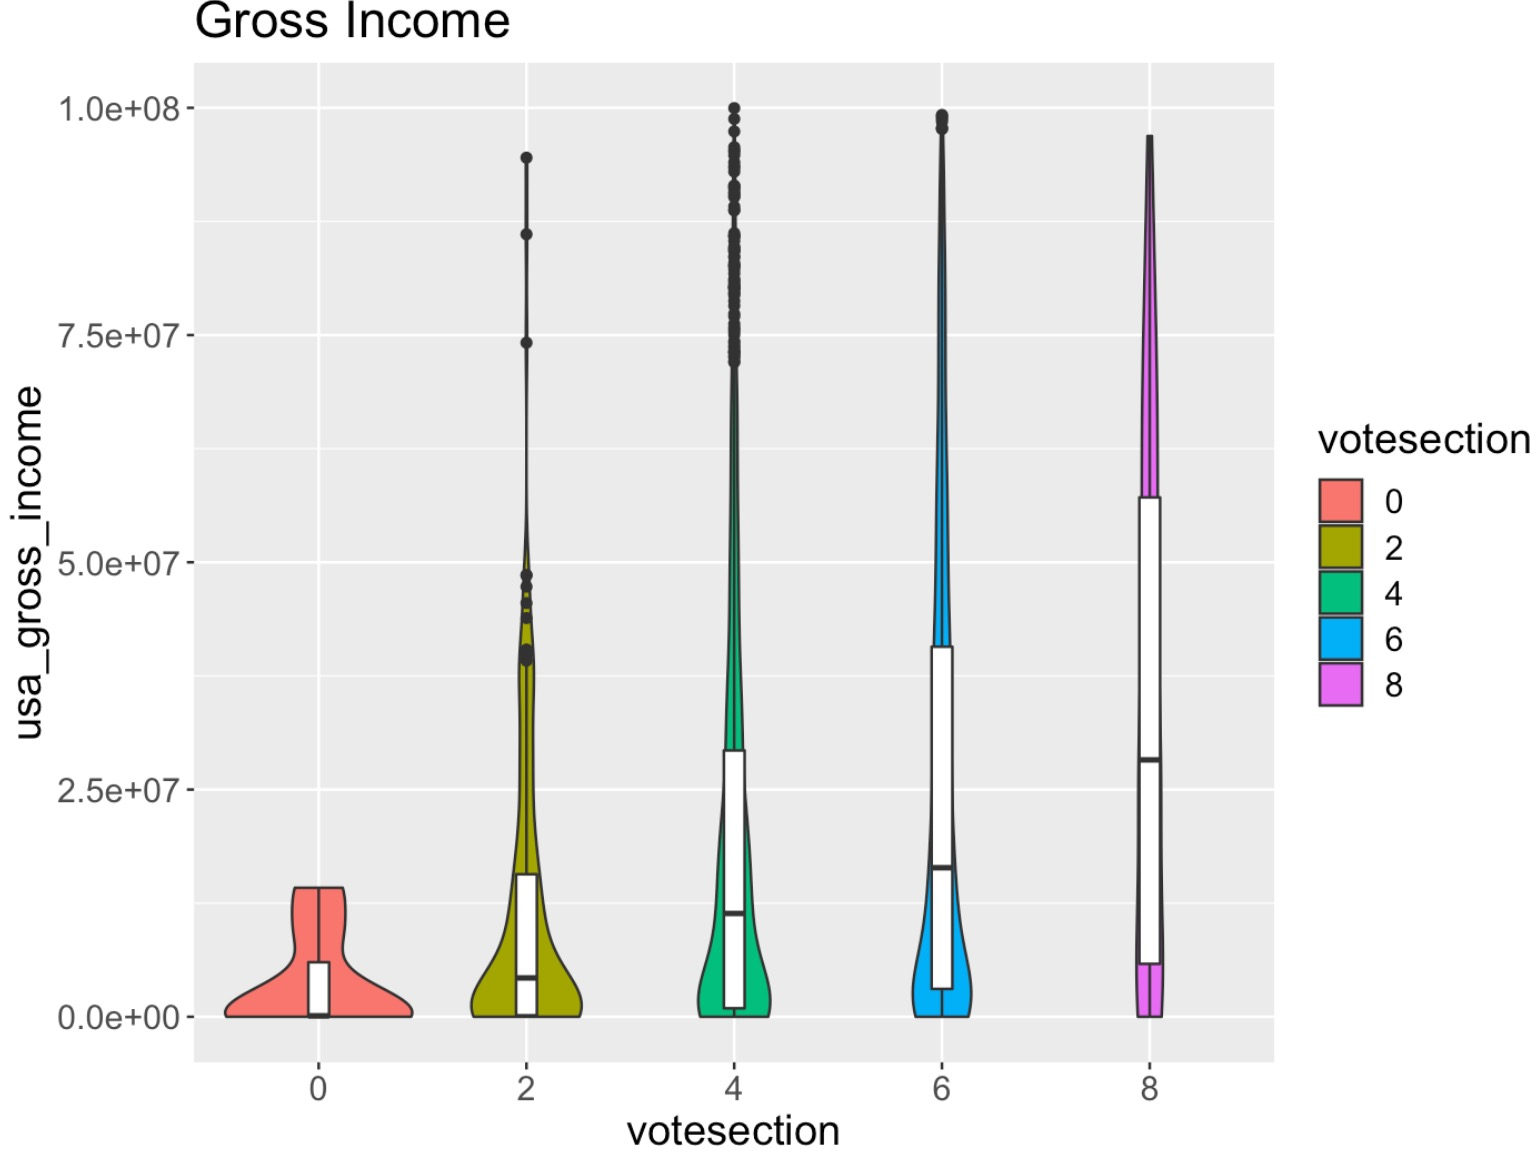 Gross Income
usa_gross_income
1.0e+08
7.5e+07
5.0e+07
2.5e+07
0.0e+00
0 2 4 6 8
votesection
votesection
0
2
4
6
8